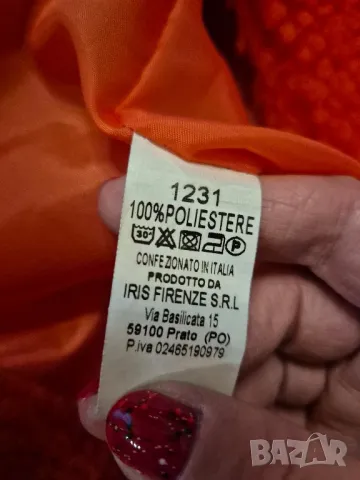 1231
100%POLIESTERE
30° P
CONFEZIONATO IN ITALIA
PRODOTTO DA
IRIS FIRENZE S.R.L
Via Basilicata 15
59100 Prato (PO)
P.iva 02465190979
BAZAR